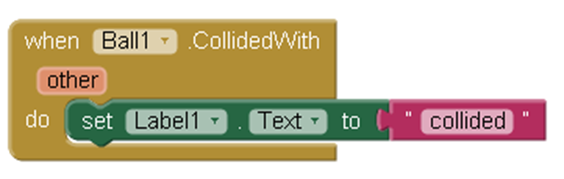 when Ball1 .CollidedWith
other
do set Label1 . Text to " collided "